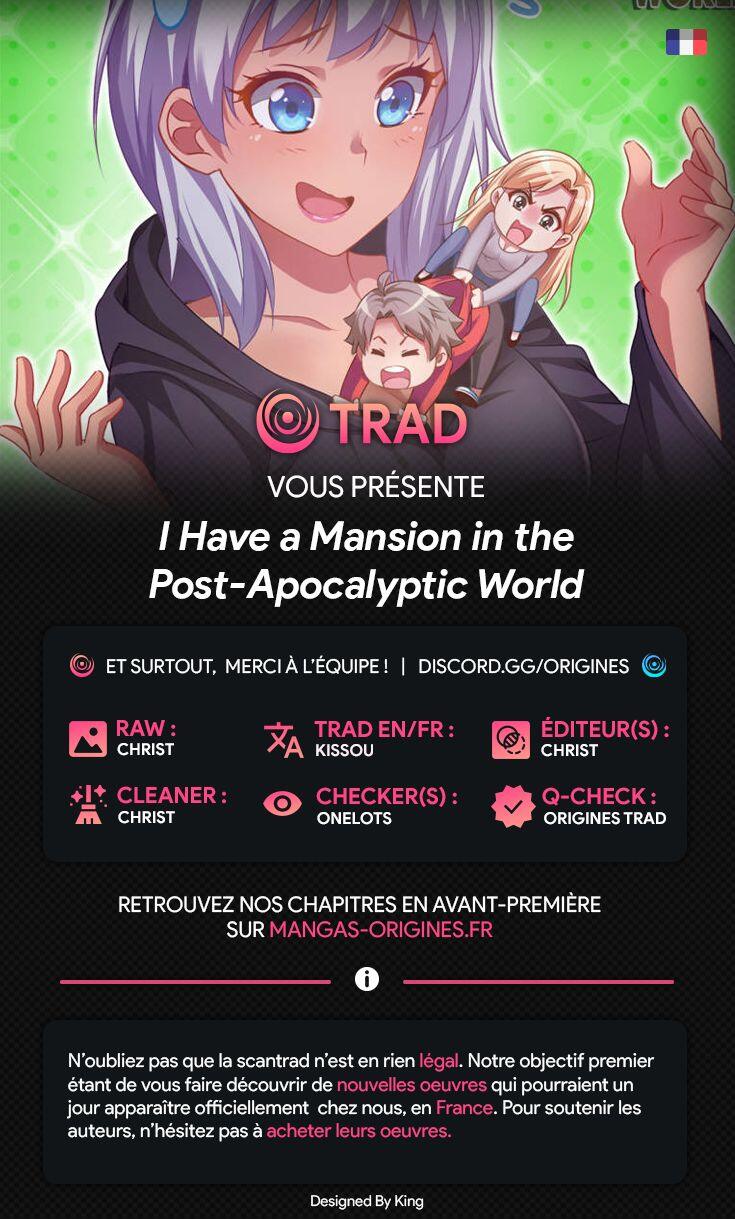 TRAD
VOUS PRÉSENTE
I Have a Mansion in the
Post-Apocalyptic World
ET SURTOUT, MERCI À L'ÉQUIPE ! | DISCORD.GG/ORIGINES
RAW :
CHRIST
TRAD EN/FR :
KISSOU
ÉDITEUR(S) :
CHRIST
CLEANER :
CHRIST
CHECKER(S) :
ONELOTS
Q-CHECK :
ORIGINES TRAD
RETROUVEZ NOS CHAPITRES EN AVANT-PREMIÈRE
SUR MANGAS-ORIGINES.FR
N'oubliez pas que la scantrad n'est en rien légal. Notre objectif premier
étant de vous faire découvrir de nouvelles oeuvres qui pourraient un
jour apparaître officiellement chez nous, en France. Pour soutenir les
auteurs, n'hésitez pas à acheter leurs oeuvres.
Designed By King